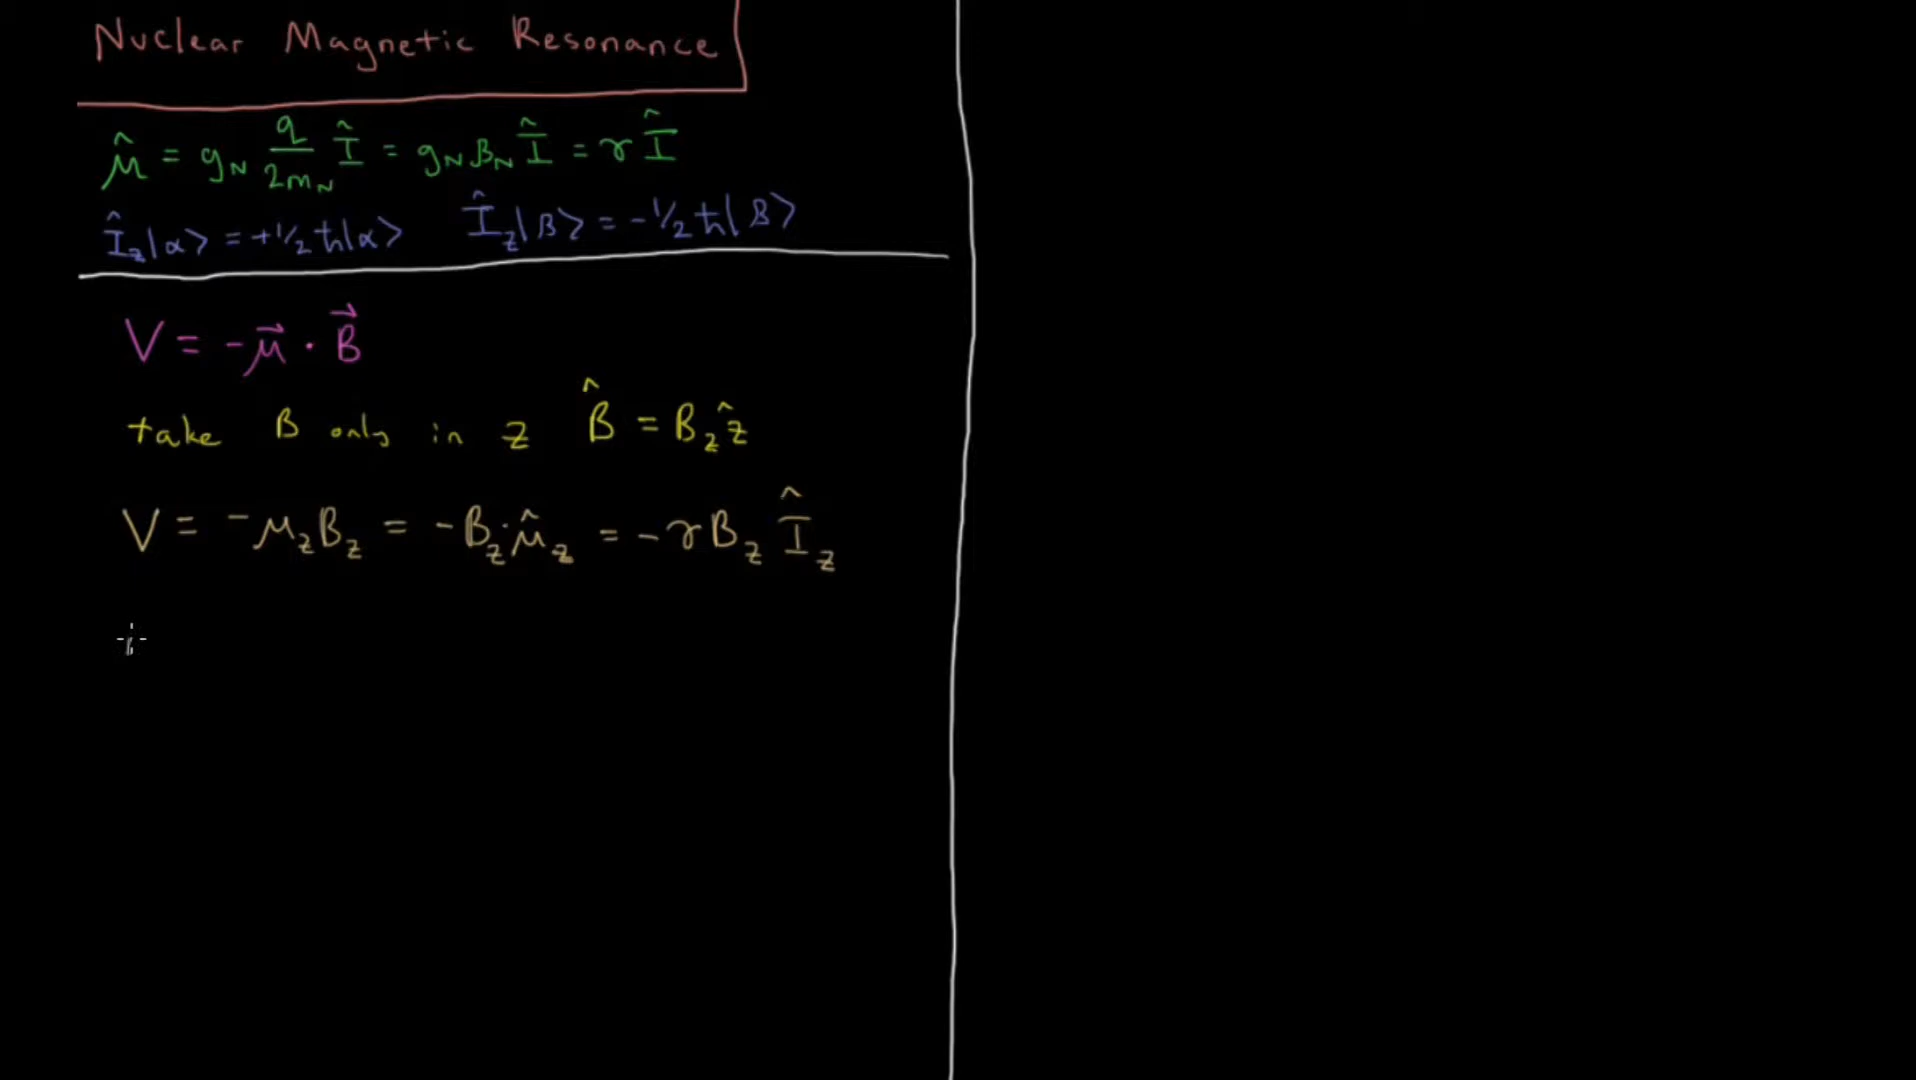 Nuclear Magnetic Resonance
μ̂ = g_N q/2m_N Î = g_N β_N Î = γ Î
Î_z|α> = +1/2 ħ|α> Î_z|β> = -1/2 ħ|β>
V = -μ⃗ · B⃗
take B only in z B̂ = B_z ẑ
V = -μ_z B_z = -B_z · μ̂_z = -γ B_z Î_z